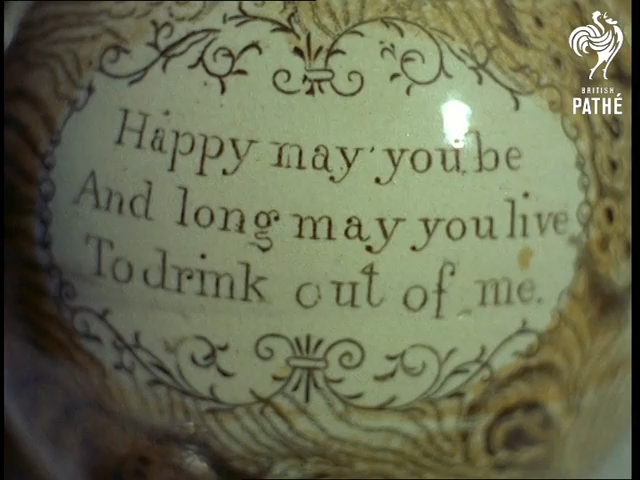 BRITISH
PATHÉ
Happy may you be
And long may you live
To drink out of me.